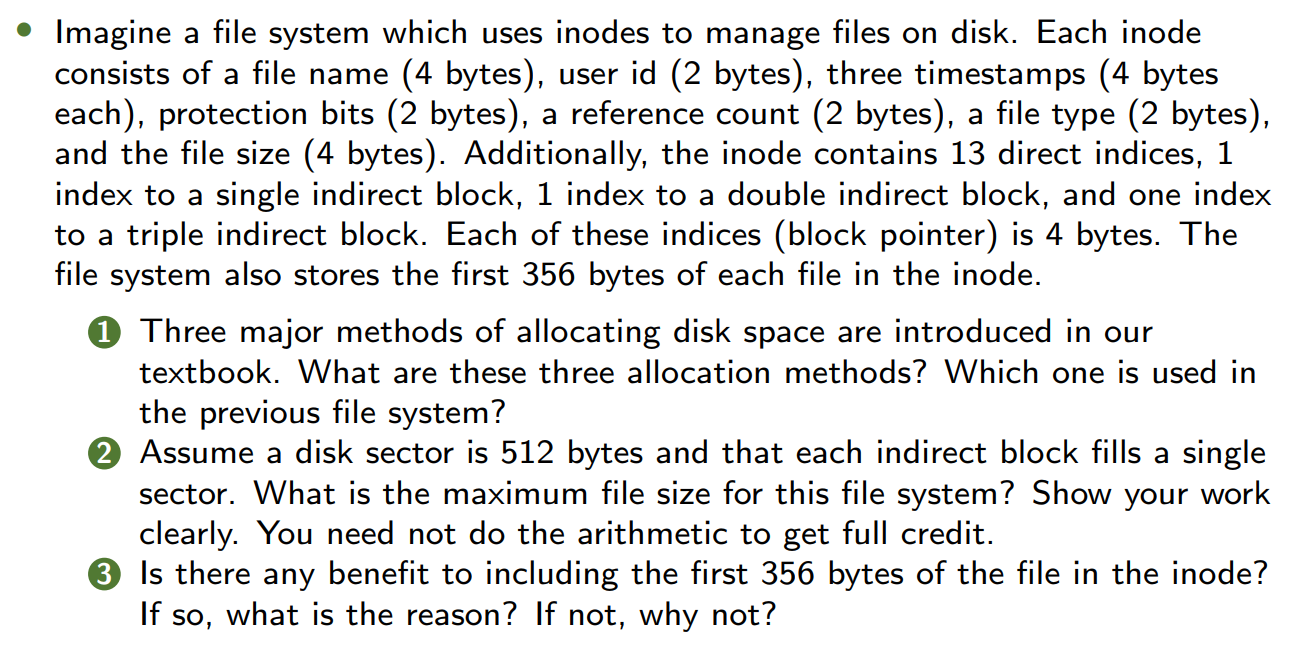 • Imagine a file system which uses inodes to manage files on disk. Each inode
consists of a file name (4 bytes), user id (2 bytes), three timestamps (4 bytes
each), protection bits (2 bytes), a reference count (2 bytes), a file type (2 bytes),
and the file size (4 bytes). Additionally, the inode contains 13 direct indices, 1
index to a single indirect block, 1 index to a double indirect block, and one index
to a triple indirect block. Each of these indices (block pointer) is 4 bytes. The
file system also stores the first 356 bytes of each file in the inode.
1 Three major methods of allocating disk space are introduced in our
textbook. What are these three allocation methods? Which one is used in
the previous file system?
2 Assume a disk sector is 512 bytes and that each indirect block fills a single
sector. What is the maximum file size for this file system? Show your work
clearly. You need not do the arithmetic to get full credit.
3 Is there any benefit to including the first 356 bytes of the file in the inode?
If so, what is the reason? If not, why not?